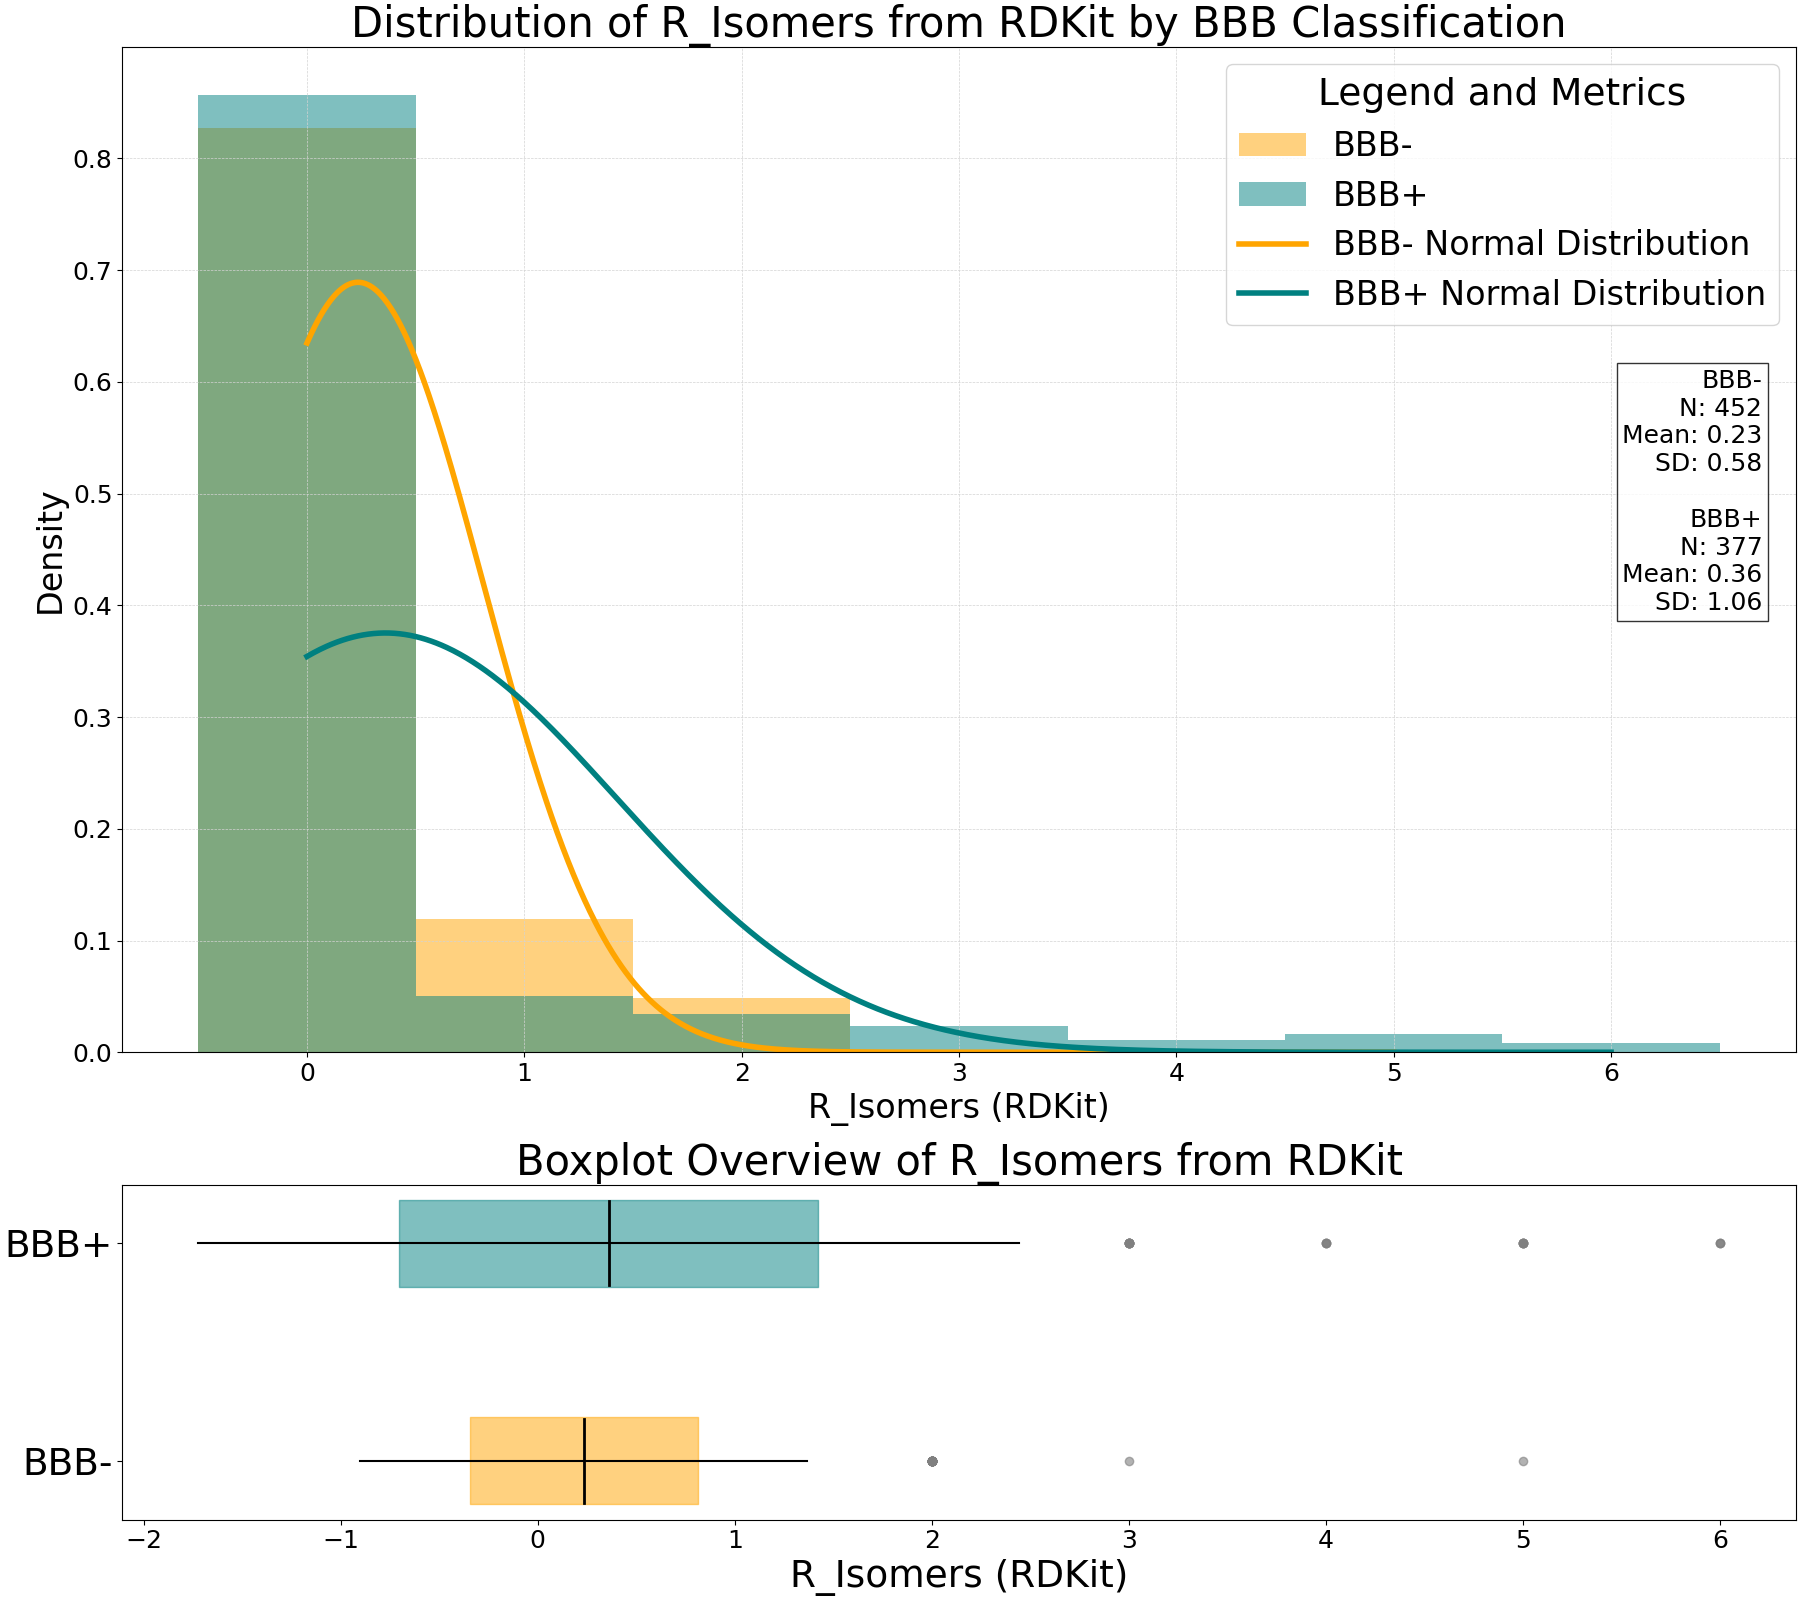 Distribution of R_Isomers from RDKit by BBB Classification
Density
0.8
0.7
0.6
0.5
0.4
0.3
0.2
0.1
0.0
Legend and Metrics
BBB-
BBB+
BBB- Normal Distribution
BBB+ Normal Distribution
BBB-
N: 452
Mean: 0.23
SD: 0.58
BBB+
N: 377
Mean: 0.36
SD: 1.06
0 1 2 3 4 5 6
R_Isomers (RDKit)
Boxplot Overview of R_Isomers from RDKit
BBB+
BBB-
−2 −1 0 1 2 3 4 5 6
R_Isomers (RDKit)